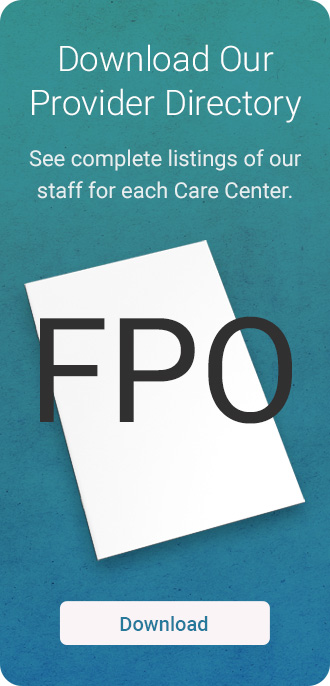 Download Our
Provider Directory
See complete listings of our
staff for each Care Center.
FPO
Download